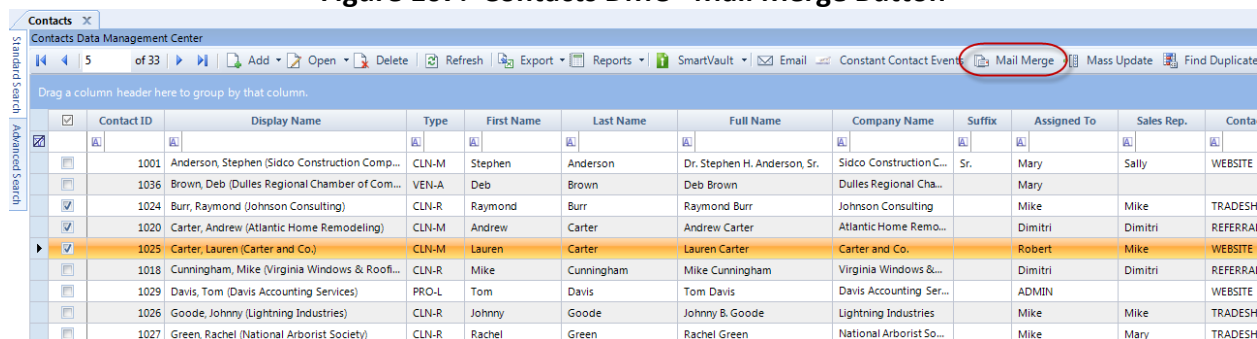 Contacts X
Contacts Data Management Center
5 of 33 Add Open Delete Refresh Export Reports SmartVault Email Constant Contact Events Mail Merge Mass Update Find Duplicate
Drag a column header here to group by that column.
Contact ID Display Name Type First Name Last Name Full Name Company Name Suffix Assigned To Sales Rep. Contac
1001 Anderson, Stephen (Sidco Construction Comp... CLN-M Stephen Anderson Dr. Stephen H. Anderson, Sr. Sidco Construction C... Sr. Mary Sally WEBSITE
1036 Brown, Deb (Dulles Regional Chamber of Com... VEN-A Deb Brown Deb Brown Dulles Regional Cha... Mary
1024 Burr, Raymond (Johnson Consulting) CLN-R Raymond Burr Raymond Burr Johnson Consulting Mike Mike TRADESH
1020 Carter, Andrew (Atlantic Home Remodeling) CLN-M Andrew Carter Andrew Carter Atlantic Home Remo... Dimitri Dimitri REFERRAL
1025 Carter, Lauren (Carter and Co.) CLN-M Lauren Carter Lauren Carter Carter and Co. Robert Mike WEBSITE
1018 Cunningham, Mike (Virginia Windows & Roofi... CLN-R Mike Cunningham Mike Cunningham Virginia Windows &... Dimitri Dimitri REFERRAL
1029 Davis, Tom (Davis Accounting Services) PRO-L Tom Davis Tom Davis Davis Accounting Ser... ADMIN WEBSITE
1026 Goode, Johnny (Lightning Industries) CLN-R Johnny Goode Johnny B. Goode Lightning Industries Mike Mike TRADESH
1027 Green, Rachel (National Arborist Society) CLN-R Rachel Green Rachel Green National Arborist So... Mike Mary TRADESH
Standard Search
Advanced Search